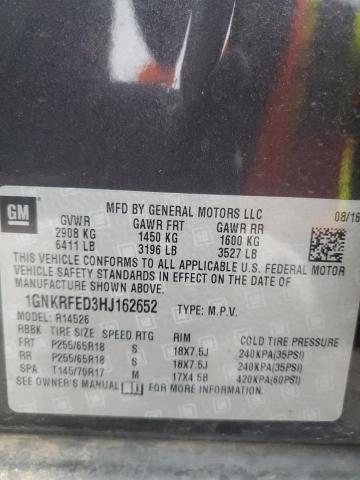 MFD BY GENERAL MOTORS LLC 08/16
GM
GVWR GAWR FRT GAWR RR
2908 KG 1450 KG 1600 KG
6411 LB 3196 LB 3527 LB
THIS VEHICLE CONFORMS TO ALL APPLICABLE U.S. FEDERAL MOTOR
VEHICLE SAFETY STANDARDS IN EFFECT ON THE DATE OF
MANUFACTURE SHOWN ABOVE.
1GNKRFED3HJ162652 TYPE: M.P.V.
MODEL: R14526
RBBK TIRE SIZE SPEED RTG RIM COLD TIRE PRESSURE
FRT P255/65R18 S 18X7.5J 240KPA(35PSI)
RR P255/65R18 S 18X7.5J 240KPA(35PSI)
SPA T145/70R17 M 17X4.5B 420KPA(60PSI)
SEE OWNER'S MANUAL FOR MORE INFORMATION.